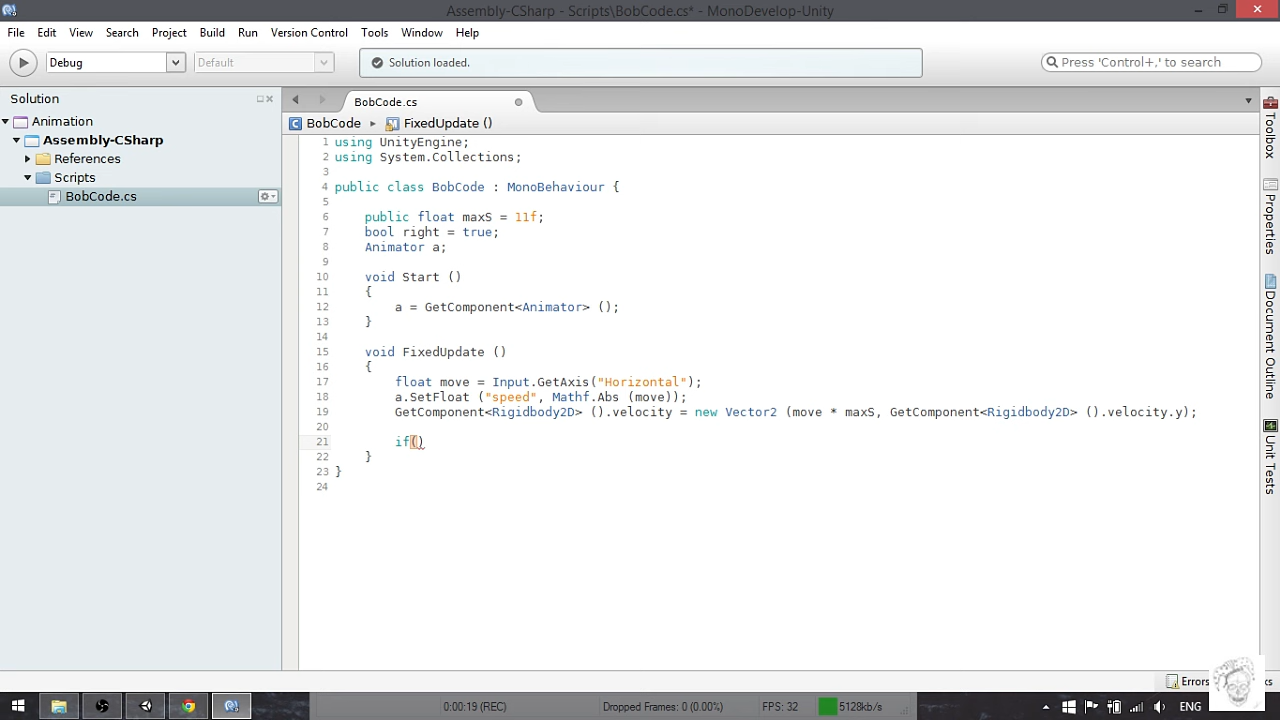 Assembly-CSharp - Scripts\BobCode.cs* - MonoDevelop-Unity
File Edit View Search Project Build Run Version Control Tools Window Help
Debug Default Solution loaded. Press 'Control+,' to search
Solution
Animation
Assembly-CSharp
References
Scripts
BobCode.cs
BobCode.cs
BobCode FixedUpdate ()
1 using UnityEngine;
2 using System.Collections;
3
4 public class BobCode : MonoBehaviour {
5
6 public float maxS = 11f;
7 bool right = true;
8 Animator a;
9
10 void Start ()
11 {
12 a = GetComponent<Animator> ();
13 }
14
15 void FixedUpdate ()
16 {
17 float move = Input.GetAxis("Horizontal");
18 a.SetFloat ("speed", Mathf.Abs (move));
19 GetComponent<Rigidbody2D> ().velocity = new Vector2 (move * maxS, GetComponent<Rigidbody2D> ().velocity.y);
20
21 if()
22 }
23 }
24
Toolbox
Properties
Document Outline
Unit Tests
Errors
0:00:19 (REC) Dropped Frames: 0 (0.00%) FPS: 32 5128kb/s ENG